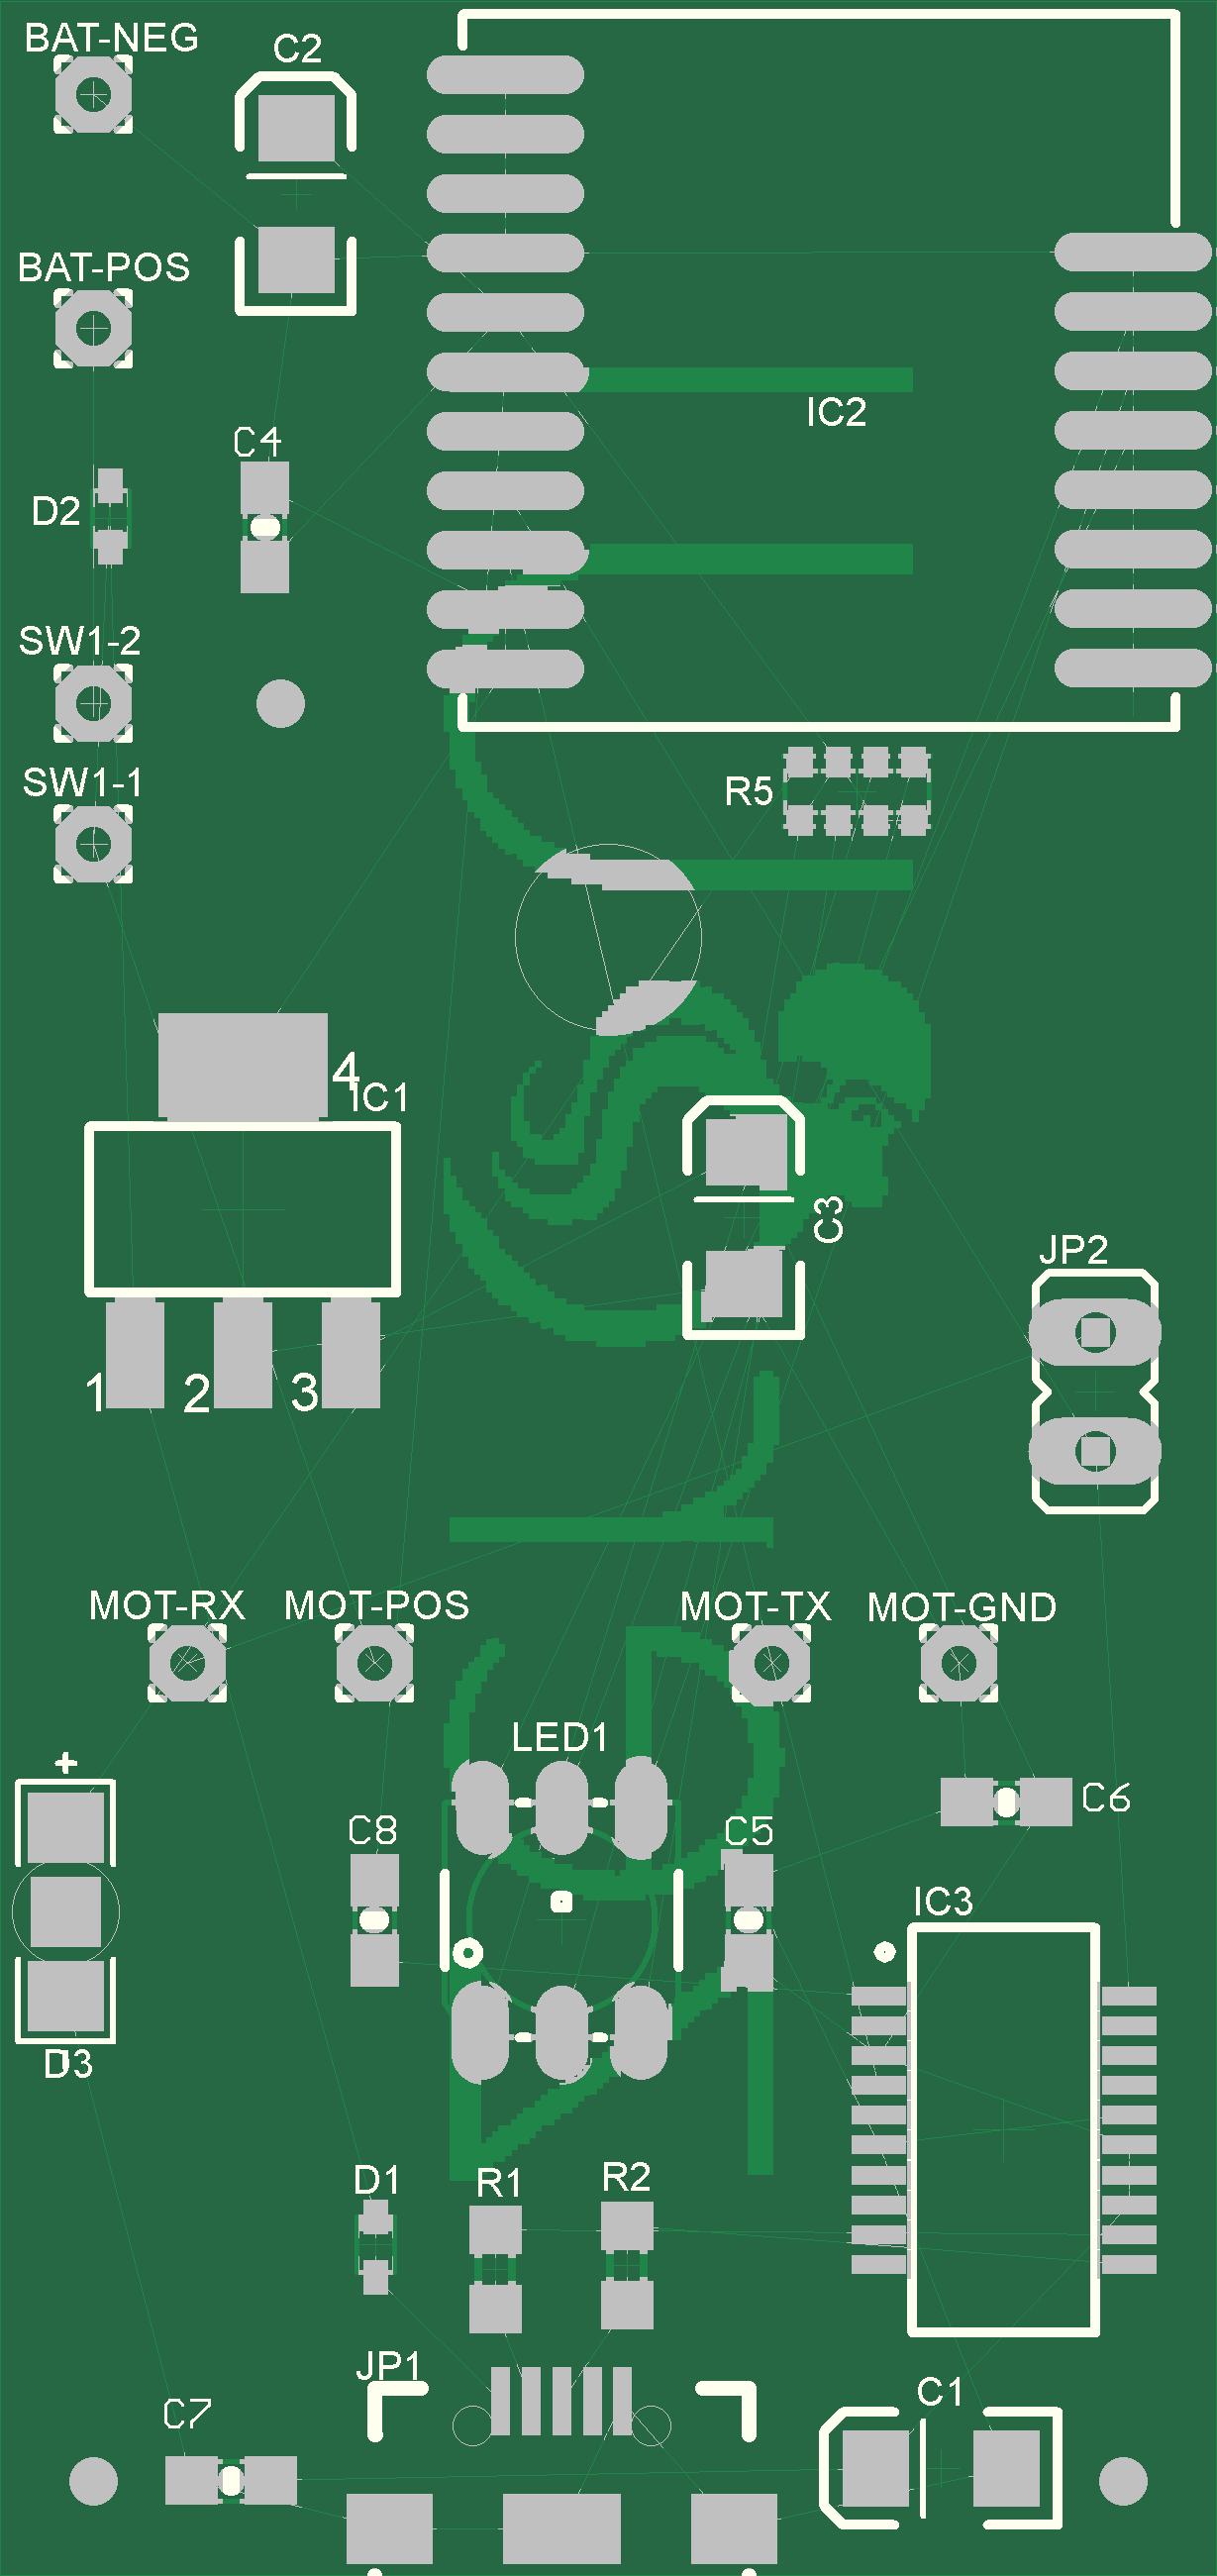 BAT-NEG
C2
BAT-POS
IC2
C4
D2
SW1-2
SW1-1
R5
4
IC1
C3
JP2
1 2 3
MOT-RX MOT-POS MOT-TX MOT-GND
+
LED1
C8 C5 C6
IC3
D3
D1 R1 R2
JP1
C1
C7